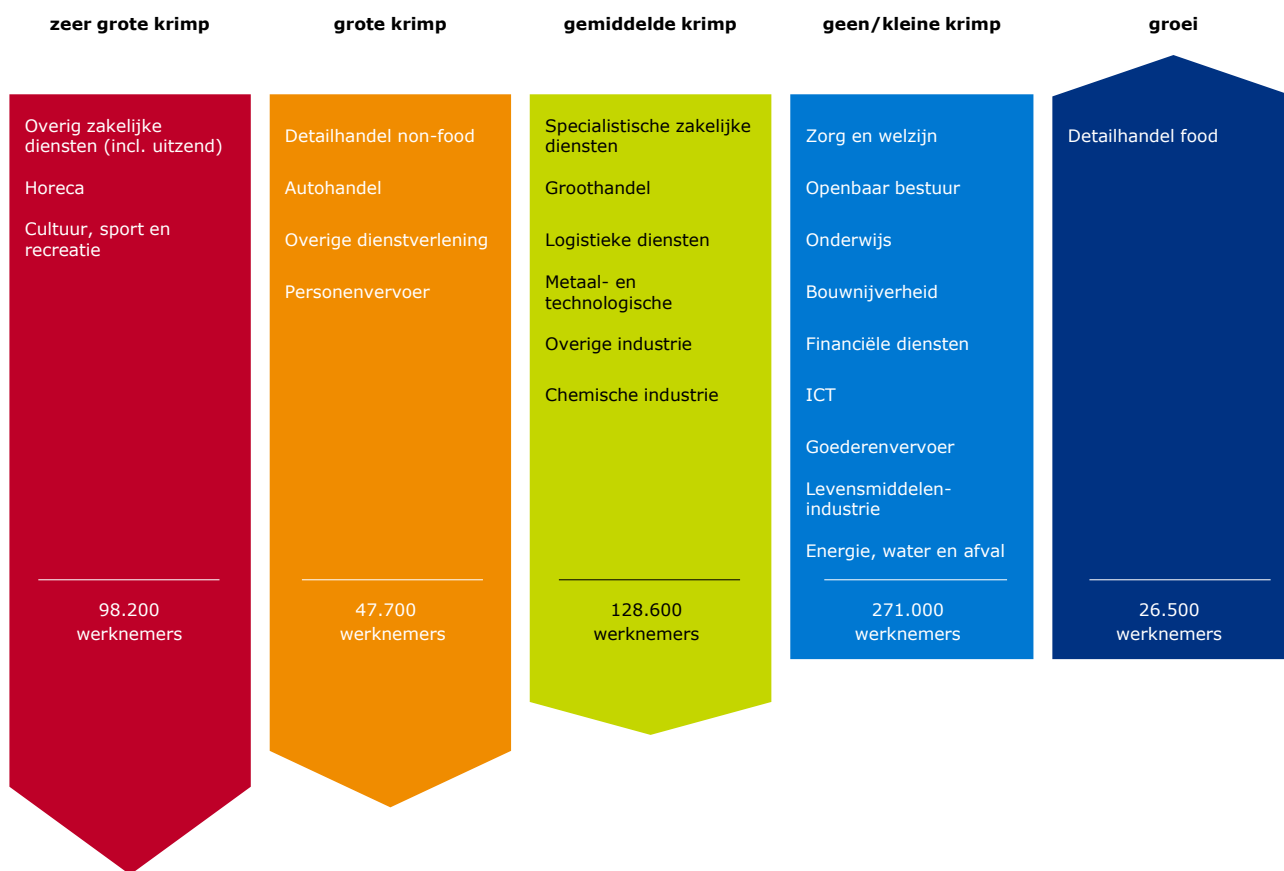 zeer grote krimp
grote krimp
gemiddelde krimp
geen/kleine krimp
groei
Overig zakelijke
diensten (incl. uitzend)
Horeca
Cultuur, sport en
recreatie
98.200
werknemers
Detailhandel non-food
Autohandel
Overige dienstverlening
Personenvervoer
47.700
werknemers
Specialistische zakelijke
diensten
Groothandel
Logistieke diensten
Metaal- en
technologische
Overige industrie
Chemische industrie
128.600
werknemers
Zorg en welzijn
Openbaar bestuur
Onderwijs
Bouwnijverheid
Financiële diensten
ICT
Goederenvervoer
Levensmiddelen-
industrie
Energie, water en afval
271.000
werknemers
Detailhandel food
26.500
werknemers